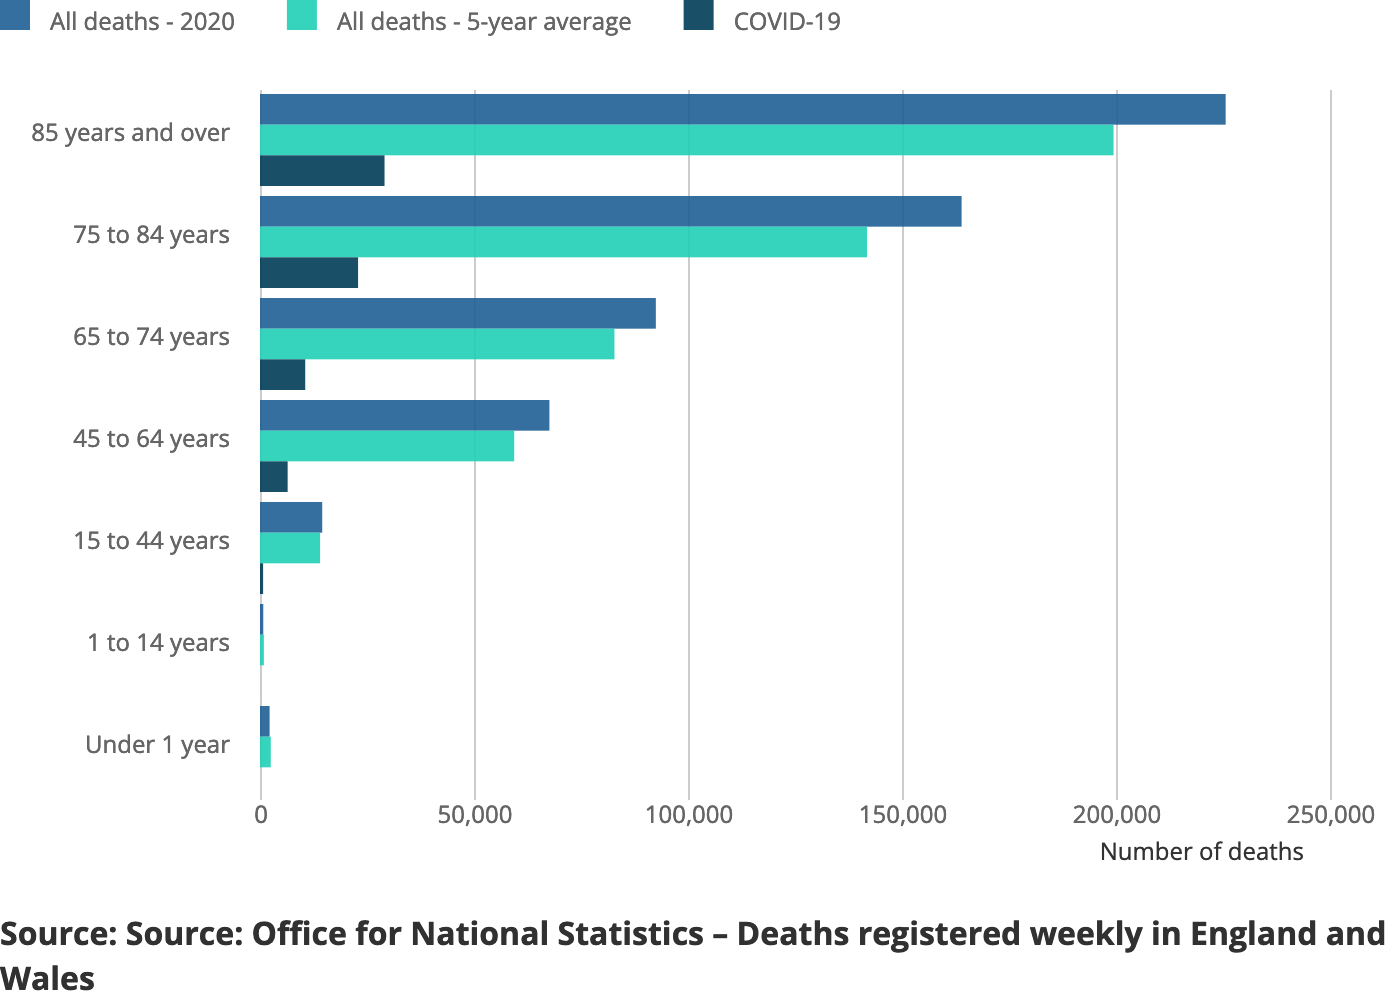 All deaths - 2020 All deaths - 5-year average COVID-19
85 years and over
75 to 84 years
65 to 74 years
45 to 64 years
15 to 44 years
1 to 14 years
Under 1 year
0 50,000 100,000 150,000 200,000 250,000
Number of deaths
Source: Source: Office for National Statistics – Deaths registered weekly in England and
Wales